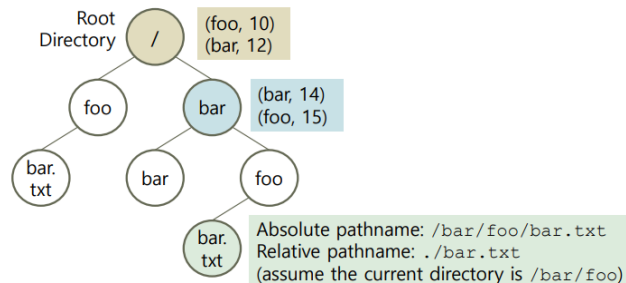 Root
Directory
/
(foo, 10)
(bar, 12)
foo
bar
(bar, 14)
(foo, 15)
bar.
txt
bar
foo
bar.
txt
Absolute pathname: /bar/foo/bar.txt
Relative pathname: ./bar.txt
(assume the current directory is /bar/foo)